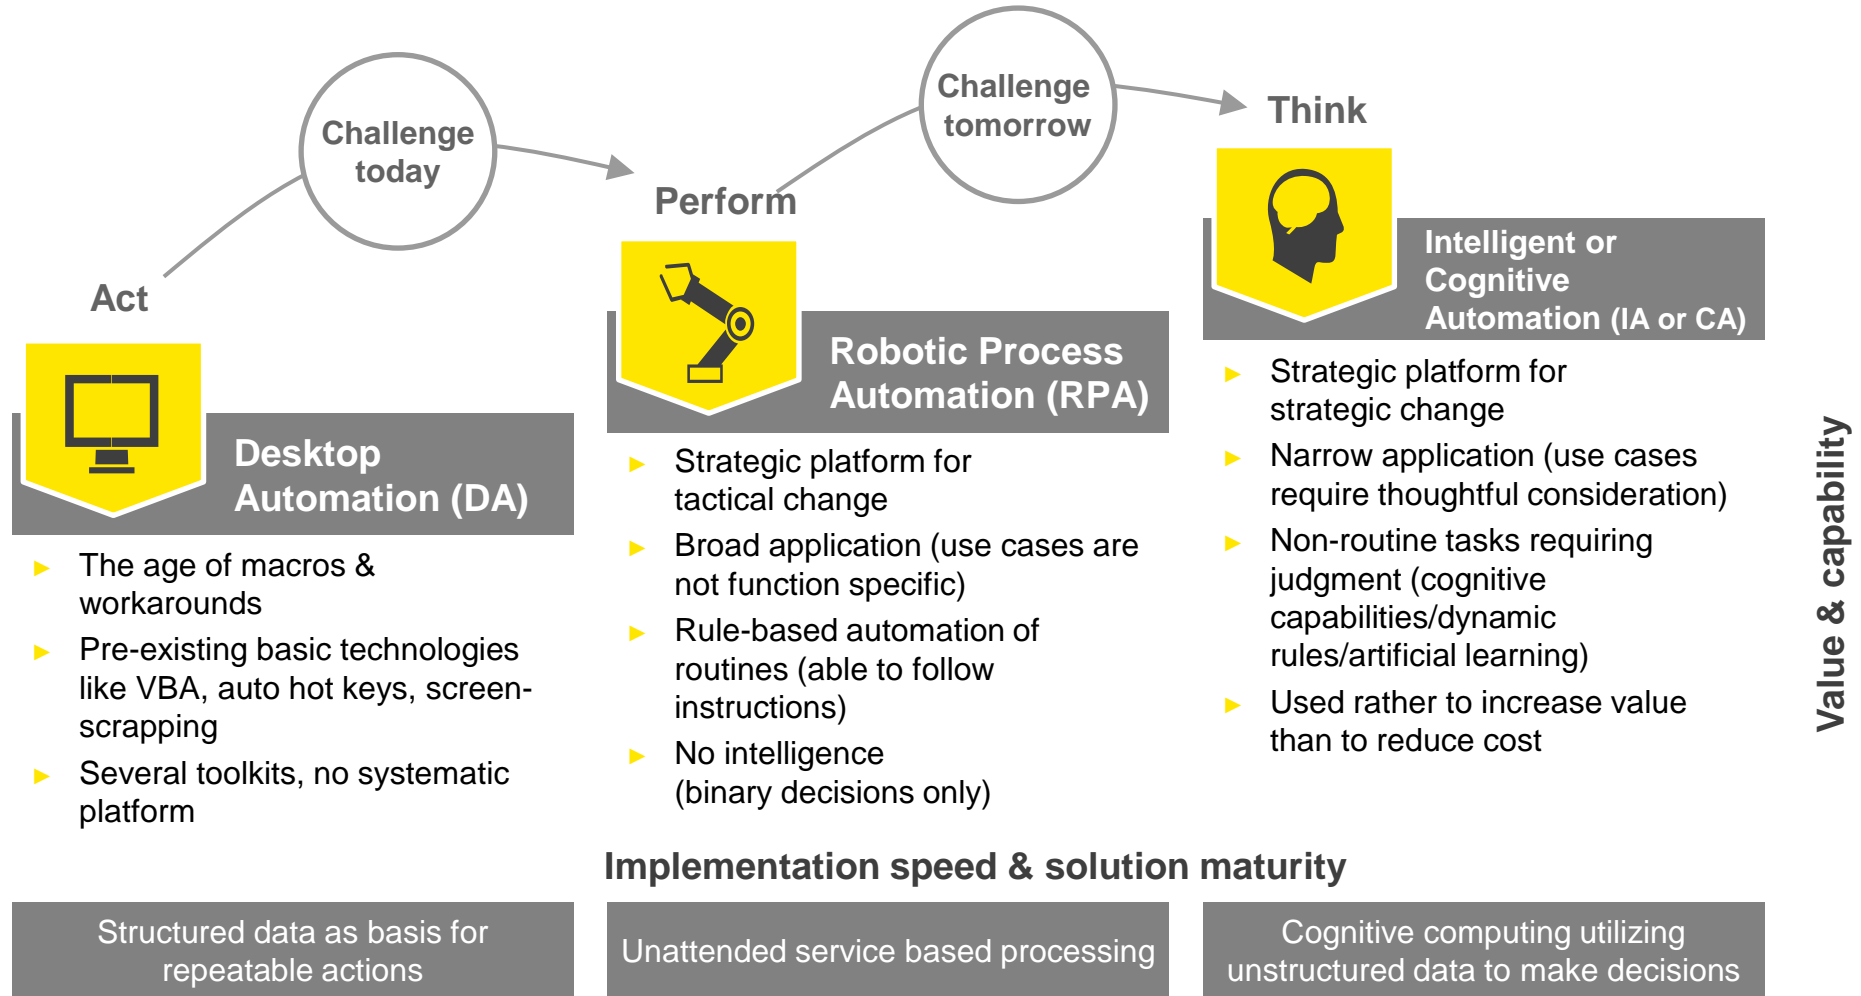 Challenge
today
Challenge
tomorrow
Act
Perform
Think
Desktop
Automation (DA)
► The age of macros &
workarounds
► Pre-existing basic technologies
like VBA, auto hot keys, screen-
scrapping
► Several toolkits, no systematic
platform
Robotic Process
Automation (RPA)
► Strategic platform for
tactical change
► Broad application (use cases are
not function specific)
► Rule-based automation of
routines (able to follow
instructions)
► No intelligence
(binary decisions only)
Intelligent or
Cognitive
Automation (IA or CA)
► Strategic platform for
strategic change
► Narrow application (use cases
require thoughtful consideration)
► Non-routine tasks requiring
judgment (cognitive
capabilities/dynamic
rules/artificial learning)
► Used rather to increase value
than to reduce cost
Value & capability
Implementation speed & solution maturity
Structured data as basis for
repeatable actions
Unattended service based processing
Cognitive computing utilizing
unstructured data to make decisions